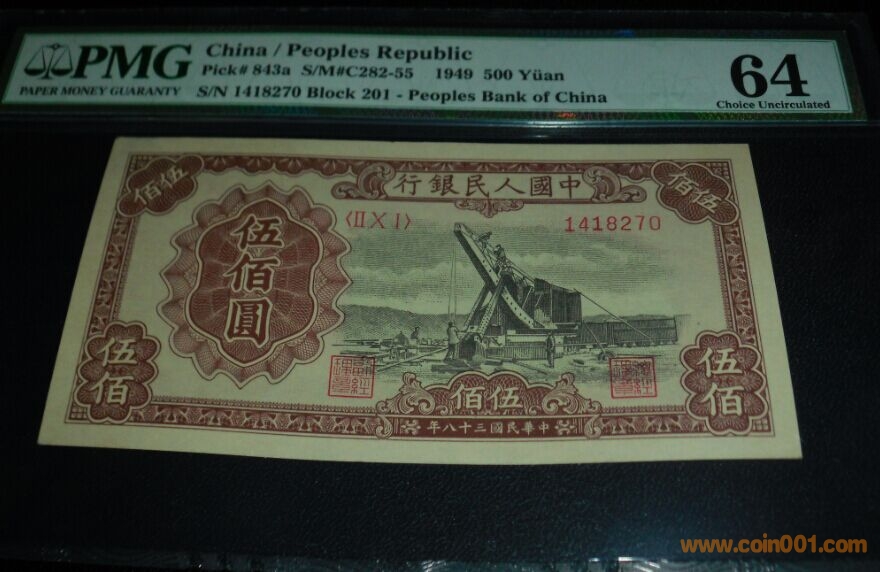 PMG
PAPER MONEY GUARANTY
China / Peoples Republic
Pick# 843a S/M#C282-55 1949 500 Yüan
S/N 1418270 Block 201 - Peoples Bank of China
64
Choice Uncirculated
佰伍
行銀民人國中
佰伍
〈II X I〉
1418270
伍佰圓
伍佰
佰伍
伍佰
年八十三國民華中
www.coin001.com